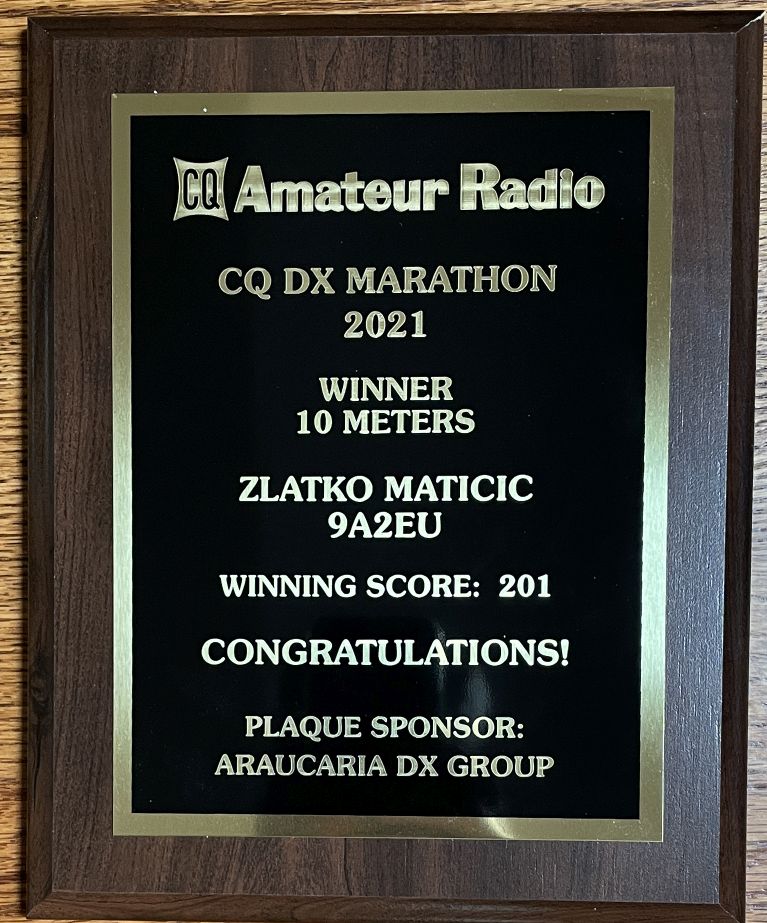 CQ Amateur Radio
CQ DX MARATHON
2021
WINNER
10 METERS
ZLATKO MATICIC
9A2EU
WINNING SCORE: 201
CONGRATULATIONS!
PLAQUE SPONSOR:
ARAUCARIA DX GROUP